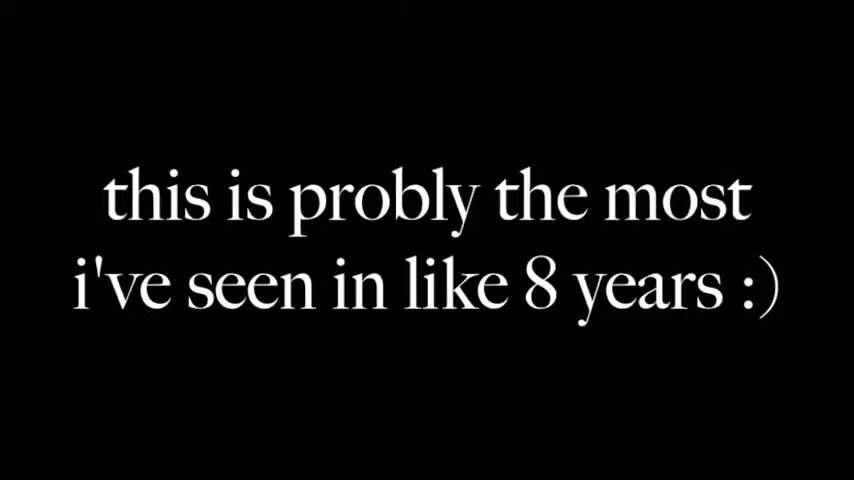 this is probly the most
i've seen in like 8 years :)